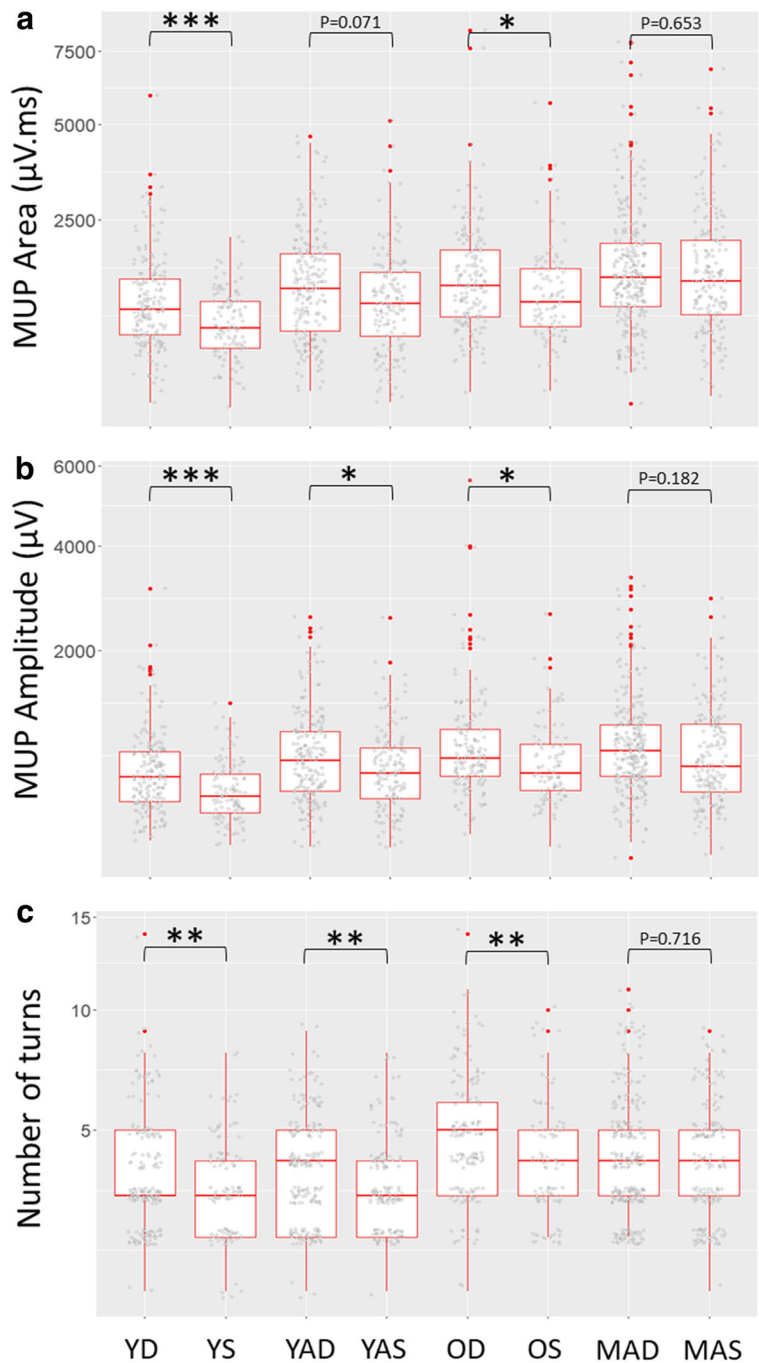 a
*** P=0.071 * P=0.653
7500
5000
2500
MUP Area (µV.ms)
b
6000
*** * * P=0.182
4000
2000
MUP Amplitude (µV)
c
15
** ** ** P=0.716
10
5
Number of turns
YD YS YAD YAS OD OS MAD MAS